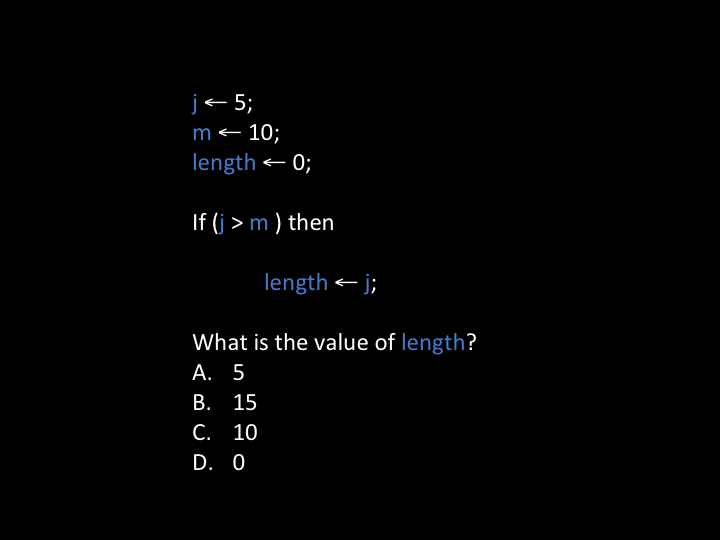 j ← 5;
m ← 10;
length ← 0;
If (j > m ) then
length ← j;
What is the value of length?
A. 5
B. 15
C. 10
D. 0